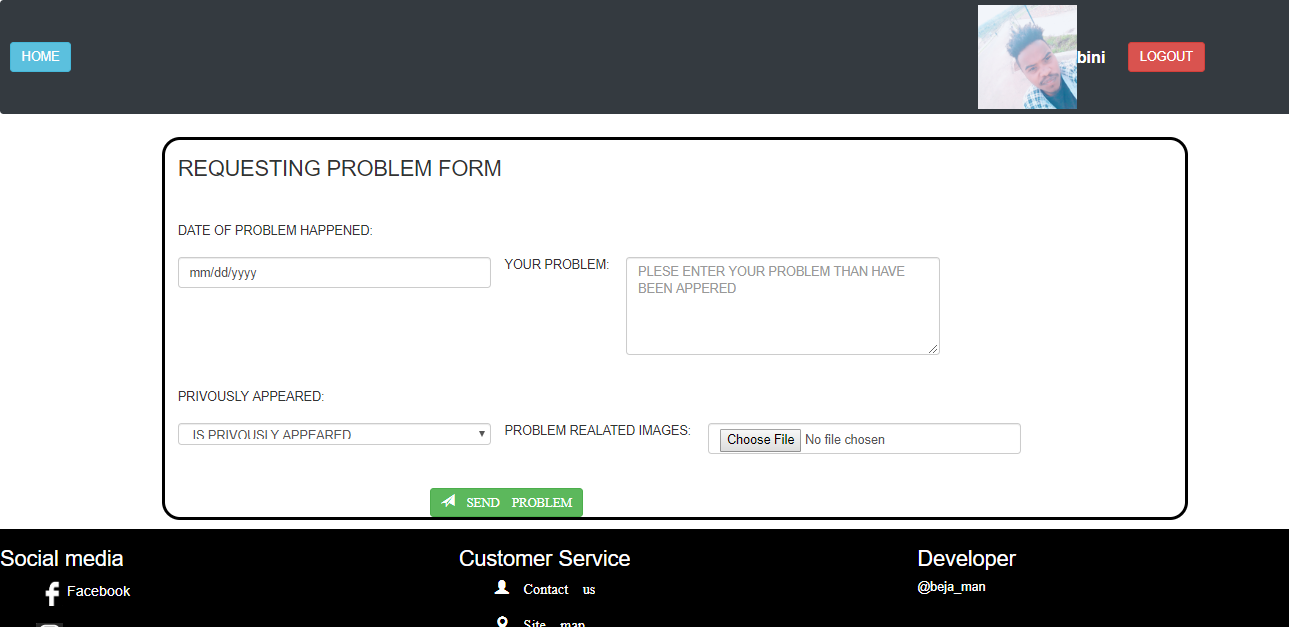 HOME
bini
LOGOUT
REQUESTING PROBLEM FORM
DATE OF PROBLEM HAPPENED:
mm/dd/yyyy
YOUR PROBLEM:
PLESE ENTER YOUR PROBLEM THAN HAVE
BEEN APPERED
PRIVOUSLY APPEARED:
IS PRIVOUSLY APPEARED
PROBLEM REALATED IMAGES:
Choose File No file chosen
SEND PROBLEM
Social media
Facebook
Customer Service
Contact us
Site map
Developer
@beja_man